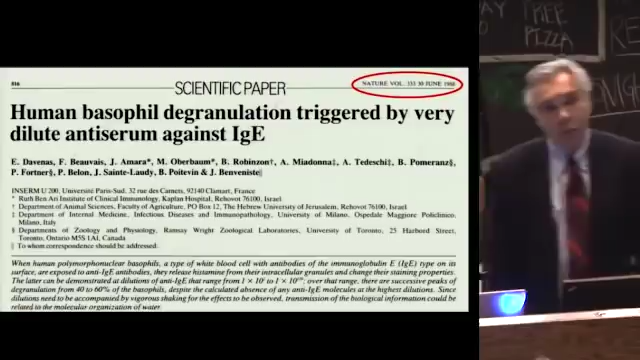 816
SCIENTIFIC PAPER
NATURE VOL. 333 30 JUNE 1988
Human basophil degranulation triggered by very
dilute antiserum against IgE
E. Davenas, F. Beauvais, J. Amara*, M. Oberbaum*, B. Robinzon†, A. Miadonna‡, A. Tedeschi‡, B. Pomeranz§,
P. Fortner§, P. Belon, J. Sainte-Laudy, B. Poitevin & J. Benveniste||
INSERM U 200, Université Paris-Sud, 32 rue des Carnets, 92140 Clamart, France
* Ruth Ben Ari Institute of Clinical Immunology, Kaplan Hospital, Rehovot 76100, Israel
† Department of Animal Sciences, Faculty of Agriculture, PO Box 12, The Hebrew University of Jerusalem, Rehovot 76100, Israel
‡ Department of Internal Medicine, Infectious Diseases and Immunopathology, University of Milano, Ospedale Maggiore Policlinico,
Milano, Italy
§ Departments of Zoology and Physiology, Ramsay Wright Zoological Laboratories, University of Toronto, 25 Harbord Street,
Toronto, Ontario M5S 1A1, Canada
|| To whom correspondence should be addressed.
When human polymorphonuclear basophils, a type of white blood cell with antibodies of the immunoglobulin E (IgE) type on its
surface, are exposed to anti-IgE antibodies, they release histamine from their intracellular granules and change their staining properties.
The latter can be demonstrated at dilutions of anti-IgE that range from 1 × 10 to 1 × 10; over that range, there are successive peaks of
degranulation from 40 to 60% of the basophils, despite the calculated absence of any anti-IgE molecules at the highest dilutions. Since
dilutions need to be accompanied by vigorous shaking for the effects to be observed, transmission of the biological information could be
related to the molecular organization of water.
FREE
PIZZA